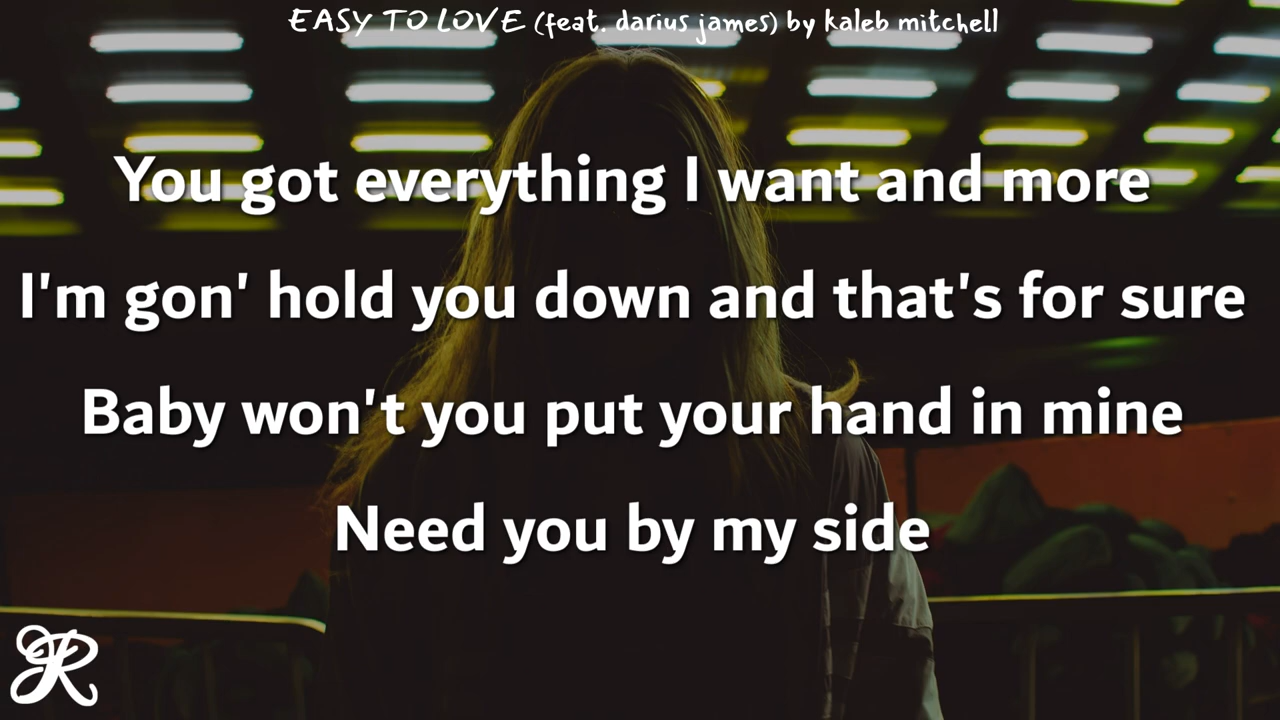 EASY TO LOVE (feat. darius james) by kaleb mitchell
You got everything I want and more
I'm gon' hold you down and that's for sure
Baby won't you put your hand in mine
Need you by my side